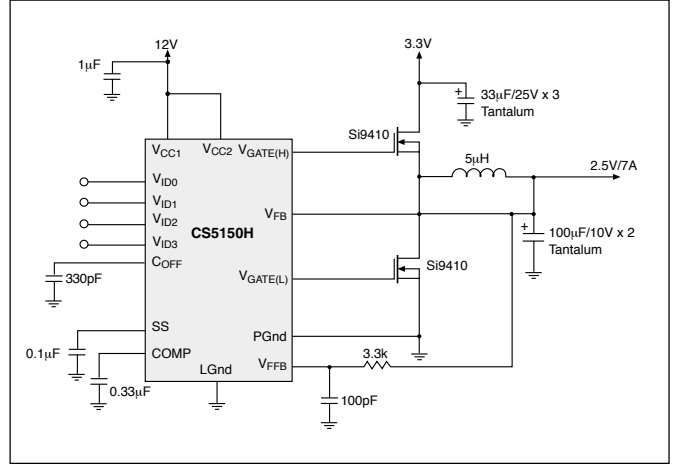 12V
1μF
3.3V
33μF/25V x 3
Tantalum
Si9410
VCC1 VCC2 VGATE(H)
5μH
2.5V/7A
VID0
VID1
VID2
VID3
VFB
CS5150H
100μF/10V x 2
Tantalum
COFF
330pF
VGATE(L)
Si9410
SS
PGnd
0.1μF
COMP
3.3k
VFFB
LGnd
0.33μF
100pF